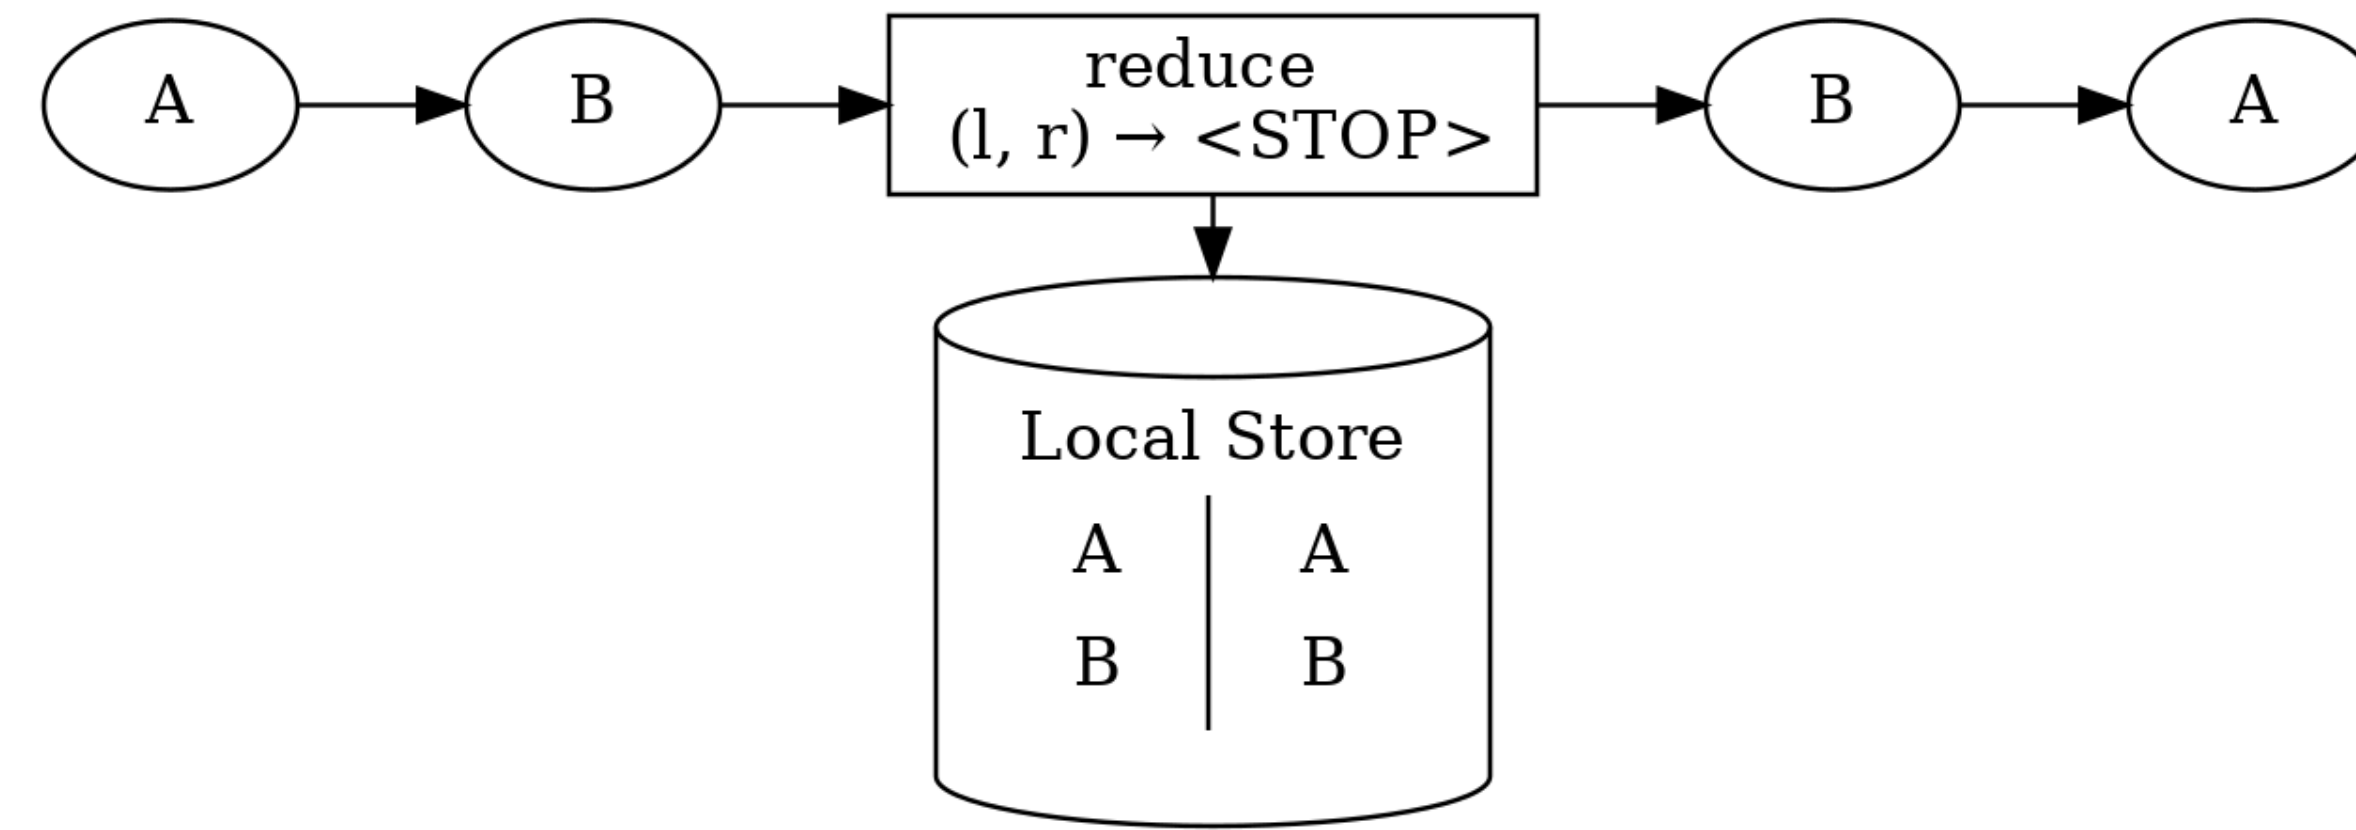 A
B
reduce
(l, r) → <STOP>
B
A
Local Store
A A
B B